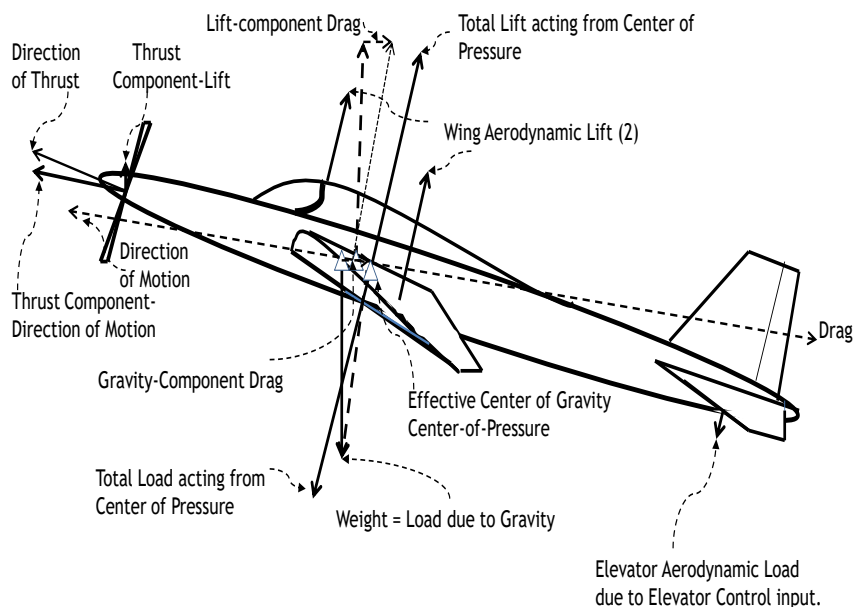 Lift-component Drag
Total Lift acting from Center of
Pressure
Direction
of Thrust
Thrust
Component-Lift
Wing Aerodynamic Lift (2)
Direction
of Motion
Thrust Component-
Direction of Motion
Drag
Gravity-Component Drag
Effective Center of Gravity
Center-of-Pressure
Total Load acting from
Center of Pressure
Weight = Load due to Gravity
Elevator Aerodynamic Load
due to Elevator Control input.